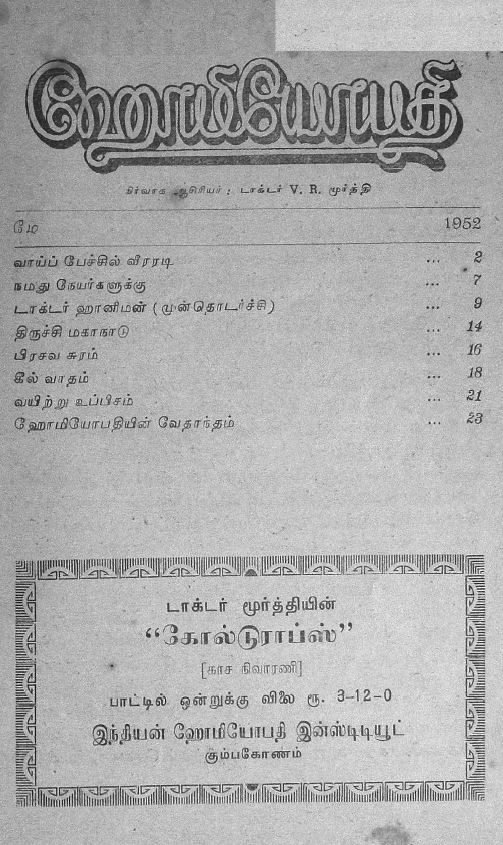 ஹோமியோபதி
நிர்வாக ஆசிரியர் : டாக்டர் V. R. மூர்த்தி
மே 1952
வாய்ப் பேச்சில் வீரரடி ... 2
நமது நேயர்களுக்கு ... 7
டாக்டர் ஹானிமன் ( முன்தொடர்ச்சி ) ... 9
திருச்சி மகாநாடு ... 14
பிரசவ சுரம் ... 16
கீல் வாதம் ... 18
வயிற்று உப்பிசம் ... 21
ஹோமியோபதியின் வேதாந்தம் ... 23
டாக்டர் மூர்த்தியின்
“கோல்டுராப்ஸ்”
[காச நிவாரணி]
பாட்டில் ஒன்றுக்கு விலை ரூ. 3-12-0
இந்தியன் ஹோமியோபதி இன்ஸ்டிடியூட்
கும்பகோணம்